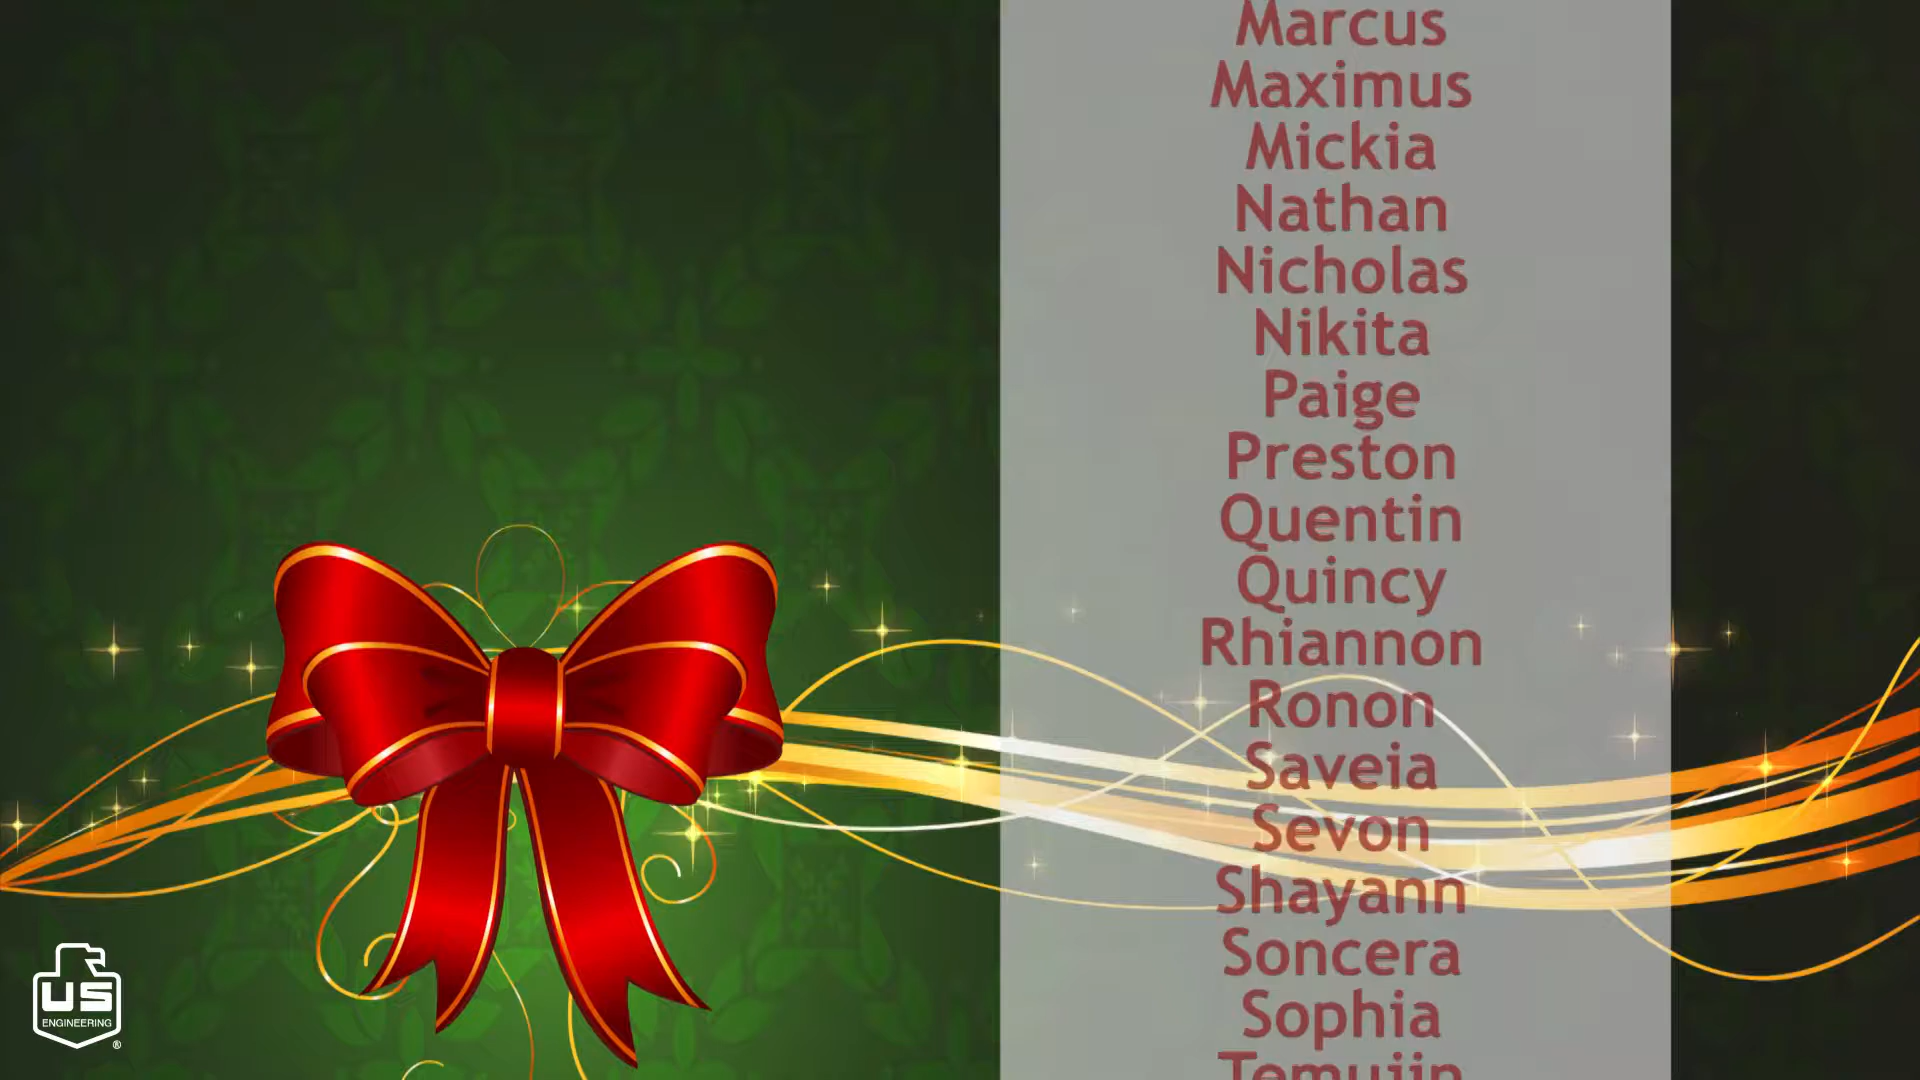 Marcus
Maximus
Mickia
Nathan
Nicholas
Nikita
Paige
Preston
Quentin
Quincy
Rhiannon
Ronon
Saveia
Sevon
Shayann
Soncera
Sophia
Temujin
US
ENGINEERING
®